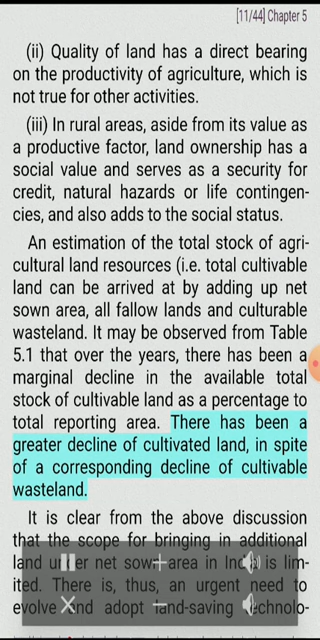 [11/44] Chapter 5
(ii) Quality of land has a direct bearing
on the productivity of agriculture, which is
not true for other activities.
(iii) In rural areas, aside from its value as
a productive factor, land ownership has a
social value and serves as a security for
credit, natural hazards or life contingen-
cies, and also adds to the social status.
An estimation of the total stock of agri-
cultural land resources (i.e. total cultivable
land can be arrived at by adding up net
sown area, all fallow lands and culturable
wasteland. It may be observed from Table
5.1 that over the years, there has been a
marginal decline in the available total
stock of cultivable land as a percentage to
total reporting area. There has been a
greater decline of cultivated land, in spite
of a corresponding decline of cultivable
wasteland.
It is clear from the above discussion
that the scope for bringing in additional
land under net sown area in India is lim-
ited. There is, thus, an urgent need to
evolve and adopt land-saving technolo-